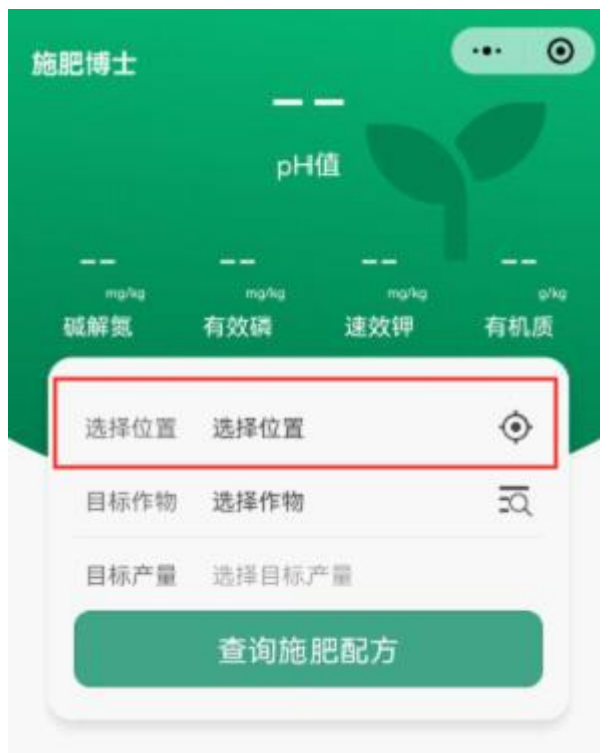 施肥博士
-- 
pH值
-- -- -- --
mg/kg mg/kg mg/kg g/kg
碱解氮 有效磷 速效钾 有机质
选择位置 选择位置
目标作物 选择作物
目标产量 选择目标产量
查询施肥配方